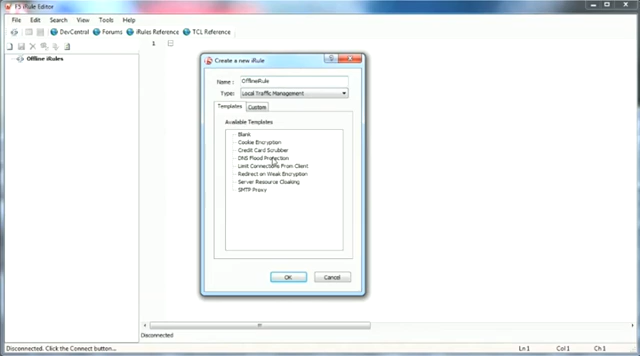 F5 iRule Editor
File Edit Search View Tools Help
DevCentral Forums iRules Reference TCL Reference
Offline iRules
1
Create a new iRule
Name : OfflineiRule
Type: Local Traffic Management
Templates Custom
Available Templates
Blank
Cookie Encryption
Credit Card Scrubber
DNS Flood Protection
Limit Connections From Client
Redirect on Weak Encryption
Server Resource Cloaking
SMTP Proxy
OK Cancel
Disconnected
Disconnected. Click the Connect button... Ln 1 Col 1 Ch 1